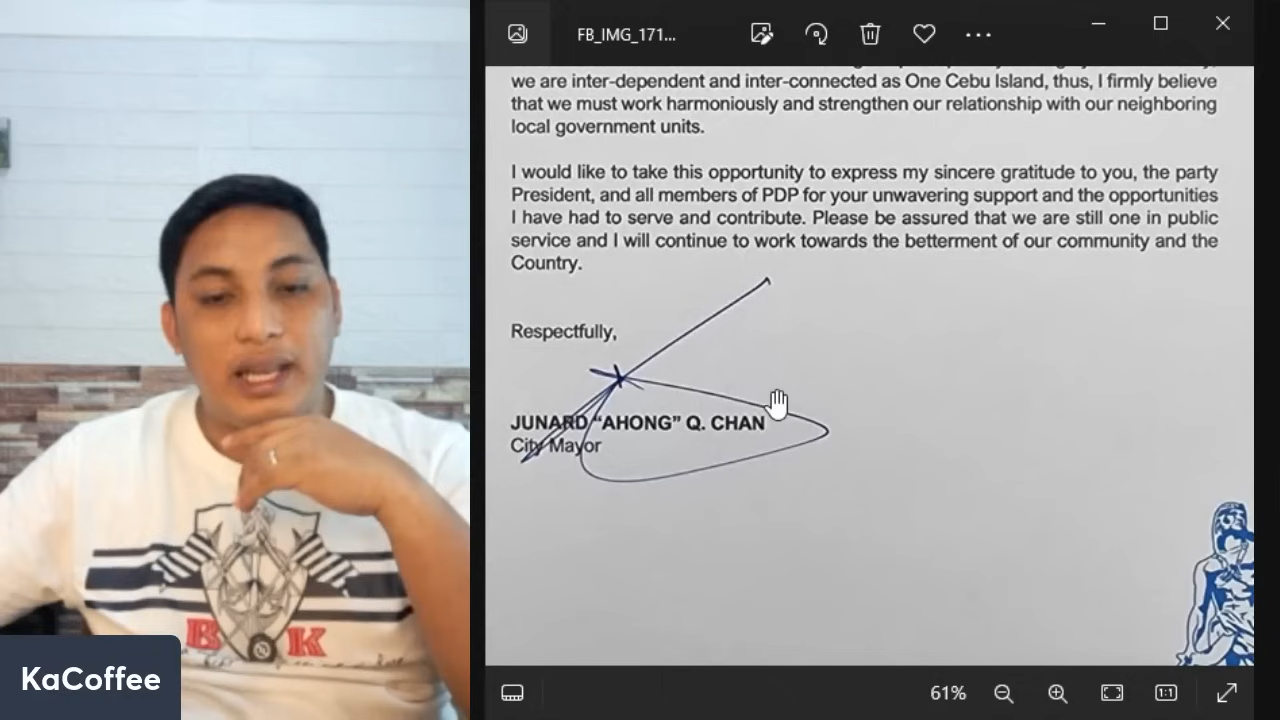 FB_IMG_171...
we are inter-dependent and inter-connected as One Cebu Island, thus, I firmly believe
that we must work harmoniously and strengthen our relationship with our neighboring
local government units.
I would like to take this opportunity to express my sincere gratitude to you, the party
President, and all members of PDP for your unwavering support and the opportunities
I have had to serve and contribute. Please be assured that we are still one in public
service and I will continue to work towards the betterment of our community and the
Country.
Respectfully,
JUNARD “AHONG” Q. CHAN
City Mayor
B K
KaCoffee
61%
1:1